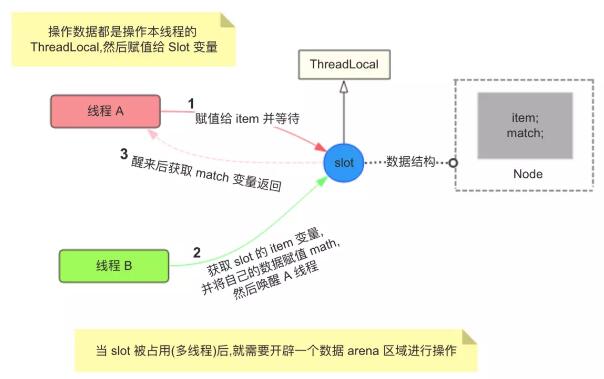 操作数据都是操作本线程的
ThreadLocal,然后赋值给 Slot 变量
ThreadLocal
线程 A
1
赋值给 item 并等待
item;
match;
slot
数据结构
Node
3
醒来后获取 match 变量返回
2
获取 slot 的 item 变量,
并将自己的数据赋值 math,
然后唤醒 A 线程
线程 B
当 slot 被占用(多线程)后,就需要开辟一个数据 arena 区域进行操作